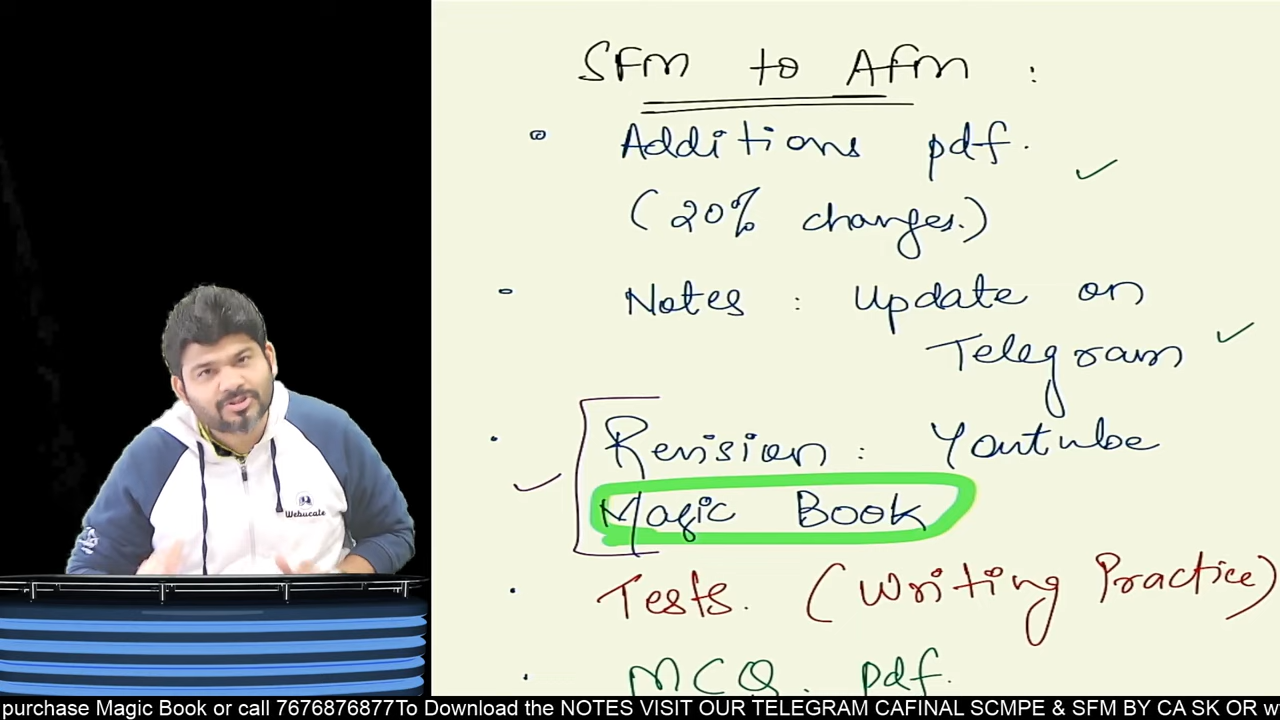 SFM to AFM :
Additions pdf.
(20% changes.)
Notes : Update on
Telegram
Revision : Youtube
Magic Book
Tests. (Writing Practice)
MCQ. pdf.
Webucate
purchase Magic Book or call 7676876877To Download the NOTES VISIT OUR TELEGRAM CAFINAL SCMPE & SFM BY CA SK OR w